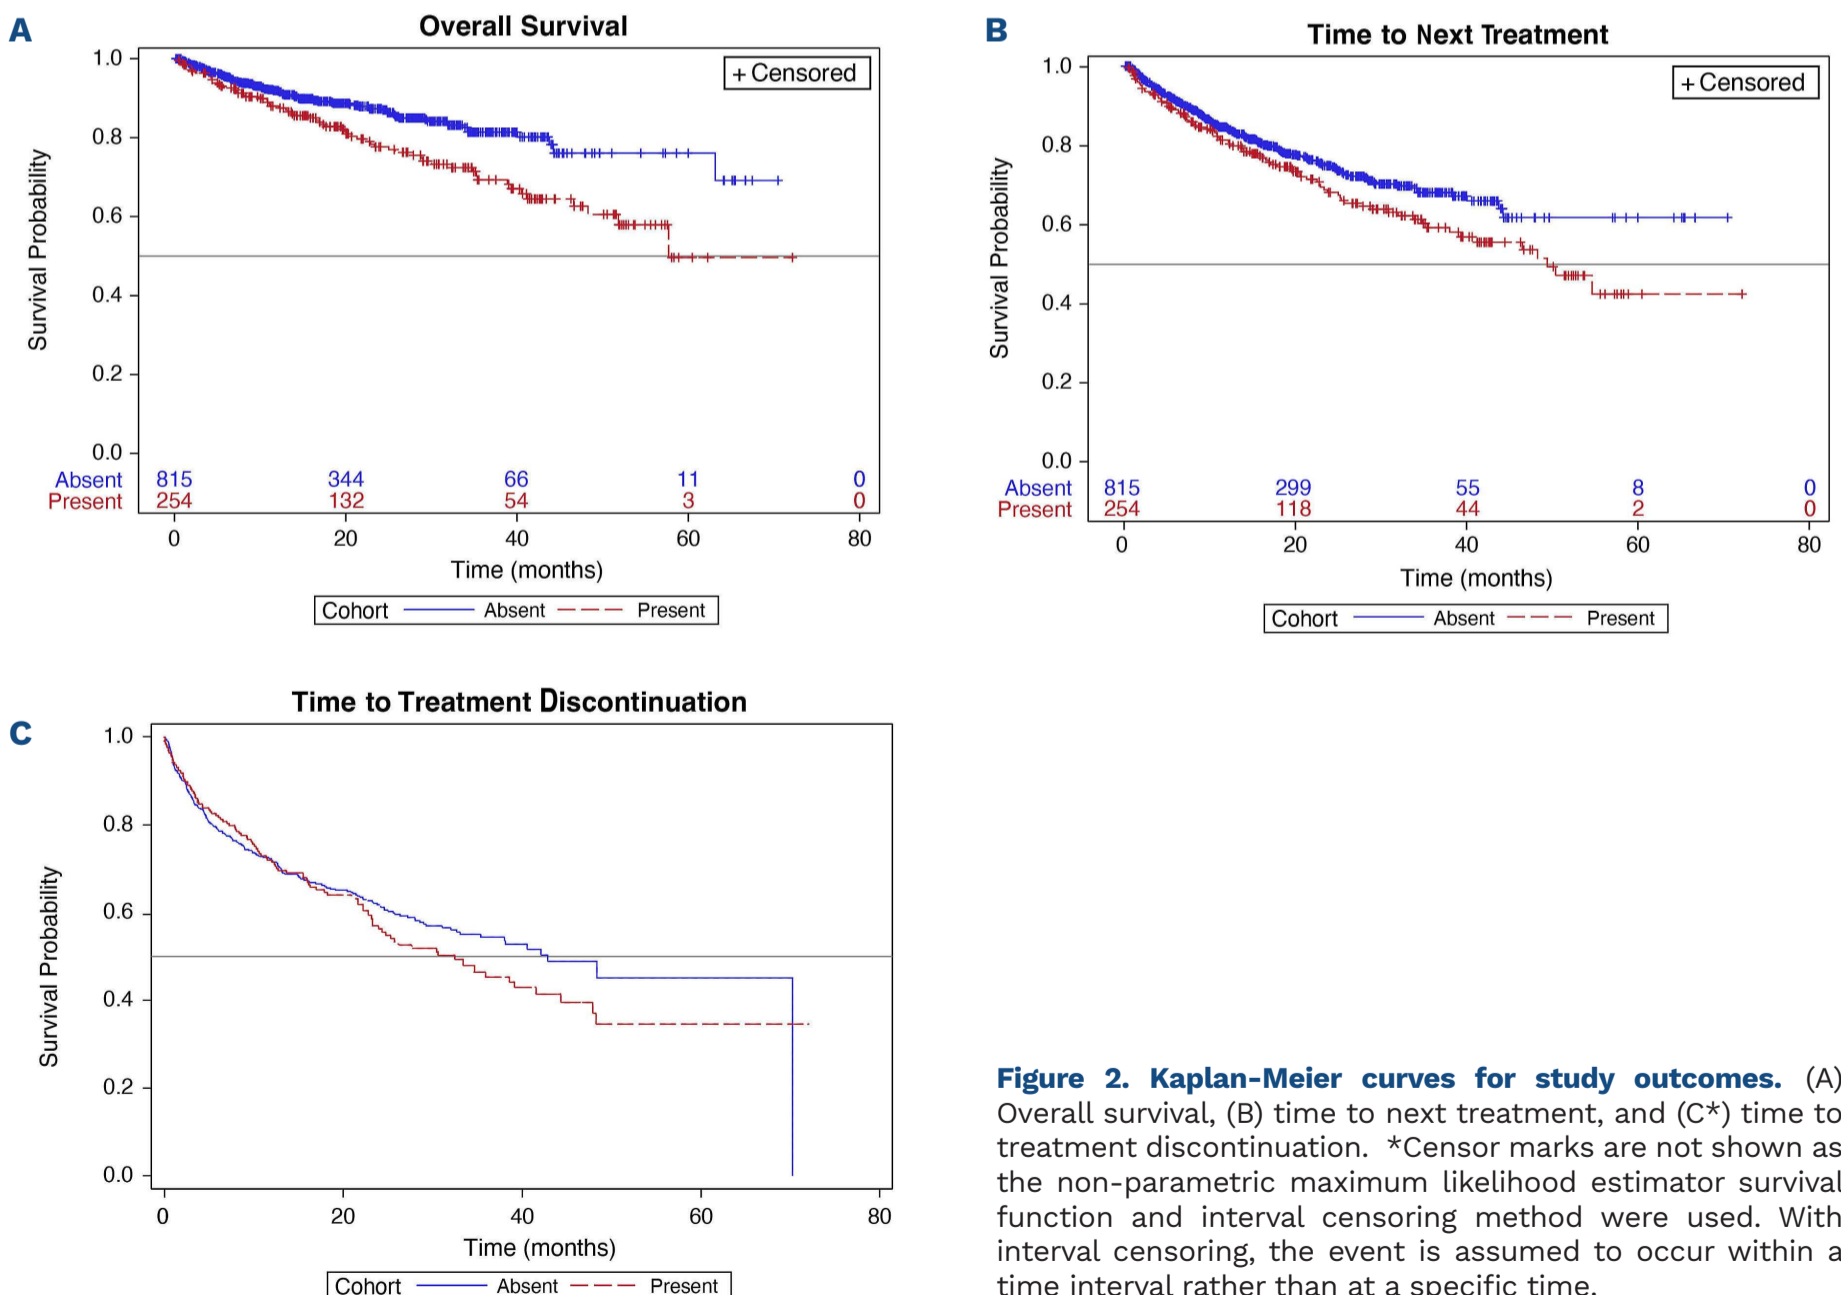 A
Overall Survival
+ Censored
Survival Probability
1.0
0.8
0.6
0.4
0.2
0.0
Absent 815 344 66 11 0
Present 254 132 54 3 0
0 20 40 60 80
Time (months)
Cohort Absent Present
B
Time to Next Treatment
+ Censored
Survival Probability
1.0
0.8
0.6
0.4
0.2
0.0
Absent 815 299 55 8 0
Present 254 118 44 2 0
0 20 40 60 80
Time (months)
Cohort Absent Present
C
Time to Treatment Discontinuation
Survival Probability
1.0
0.8
0.6
0.4
0.2
0.0
0 20 40 60 80
Time (months)
Cohort Absent Present
Figure 2. Kaplan-Meier curves for study outcomes. (A)
Overall survival, (B) time to next treatment, and (C*) time to
treatment discontinuation. *Censor marks are not shown as
the non-parametric maximum likelihood estimator survival
function and interval censoring method were used. With
interval censoring, the event is assumed to occur within a
time interval rather than at a specific time.